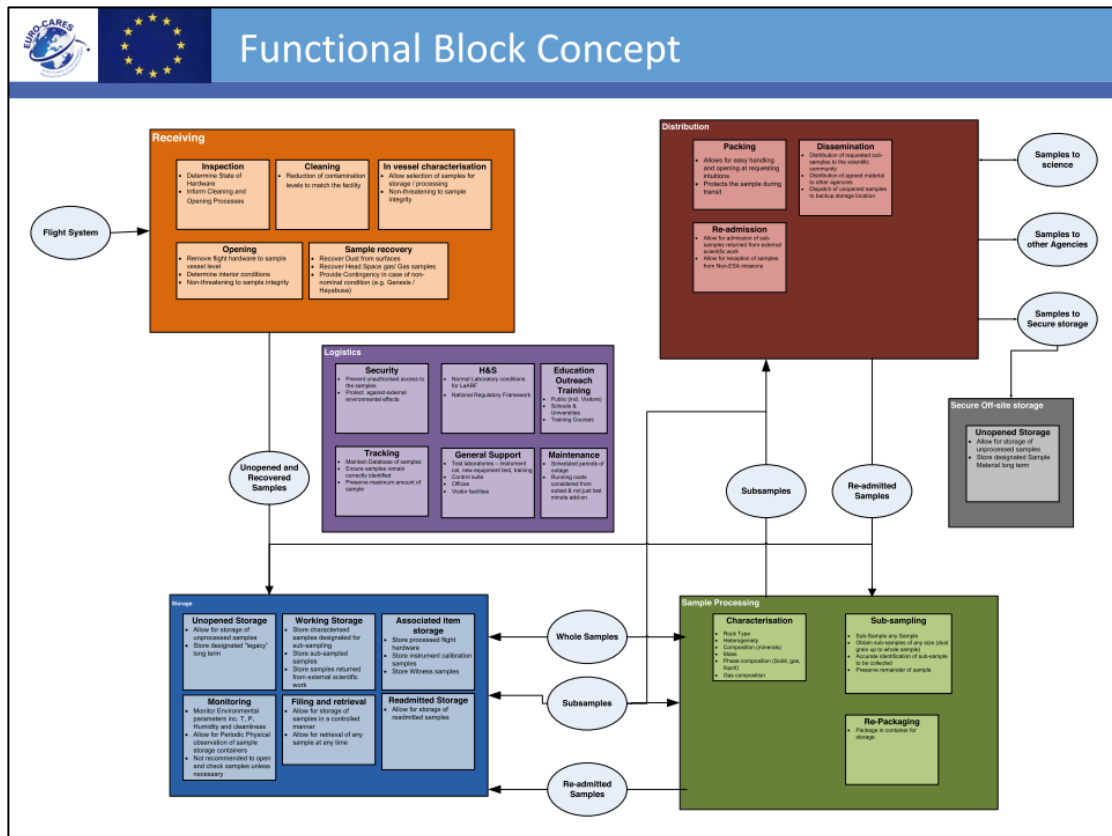 EURO-CARES
Functional Block Concept
Receiving
Inspection
• Determine State of
Hardware
• Inform Cleaning and
Opening Processes
Cleaning
• Reduction of contamination
levels to match the facility
In vessel characterisation
• Allow selection of samples for
storage / processing
• Non-threatening to sample
integrity
Opening
• Remove flight hardware to sample
vessel level
• Determine interior conditions
• Non-threatening to sample integrity
Sample recovery
• Recover Dust from surfaces
• Recover Head Space gas/ Gas samples
• Provide Contingency in case of non-
nominal condition (e.g. Genesis /
Hayabusa)
Flight System
Distribution
Packing
• Allows for easy handling
and opening at requesting
intuitions
• Protects the sample during
transit
Dissemination
• Distribution of requested sub-
samples to the scientific
community
• Distribution of agreed material to
other agencies
• Dispatch of unopened samples
to backup storage location
Re-admission
• Allow for admission of sub-
samples returned from external
scientific work
• Allow for reception of samples
from Non-ESA missions
Samples to
science
Samples to
other Agencies
Samples to
Secure storage
Logistics
Security
• Prevent unauthorised access to
the samples
• Protect against external
environmental effects
H&S
• Normal Laboratory conditions
for LaARF
• National Regulatory Framework
Education
Outreach
Training
• Public (incl. Visitors)
• Schools &
Universities
• Training Courses
Tracking
• Maintain Database of samples
• Ensure samples remain
correctly identified
• Preserve maximum amount of
sample
General Support
• Test laboratories – instrument
cal, new equipment test, training
• Control suite
• Offices
• Visitor facilities
Maintenance
• Scheduled periods of
outage
• Running costs
considered from
outset & not just last
minute add-on
Secure Off-site storage
Unopened Storage
• Allow for storage of
unprocessed samples
• Store designated Sample
Material long term
Unopened and
Recovered
Samples
Subsamples
Re-admitted
Samples
Storage
Unopened Storage
• Allow for storage of
unprocessed samples
• Store designated "legacy"
long term
Working Storage
• Store characterised
samples designated for
sub-sampling
• Store sub-sampled
samples
• Store samples returned
from external scientific
work
Associated item
storage
• Store processed flight
hardware
• Store instrument calibration
samples
• Store Witness samples
Monitoring
• Monitor Environmental
parameters inc. T, P,
Humidity and cleanliness
• Allow for Periodic Physical
observation of sample
storage containers
• Not recommended to open
and check samples unless
necessary
Filing and retrieval
• Allow for storage of
samples in a controlled
manner
• Allow for retrieval of any
sample at any time
Readmitted Storage
• Allow for storage of
readmitted samples
Whole Samples
Subsamples
Re-admitted
Samples
Sample Processing
Characterisation
• Rock Type
• Heterogeniety
• Composition (minerals)
• Mass
• Phase composition (Solid, gas,
liquid)
• Gas composition
Sub-sampling
• Sub-Sample any Sample
• Obtain sub-samples of any size (dust
grain up to whole sample)
• Accurate identification of sub-sample
to be collected
• Preserve remainder of sample
Re-Packaging
• Package in container for
storage